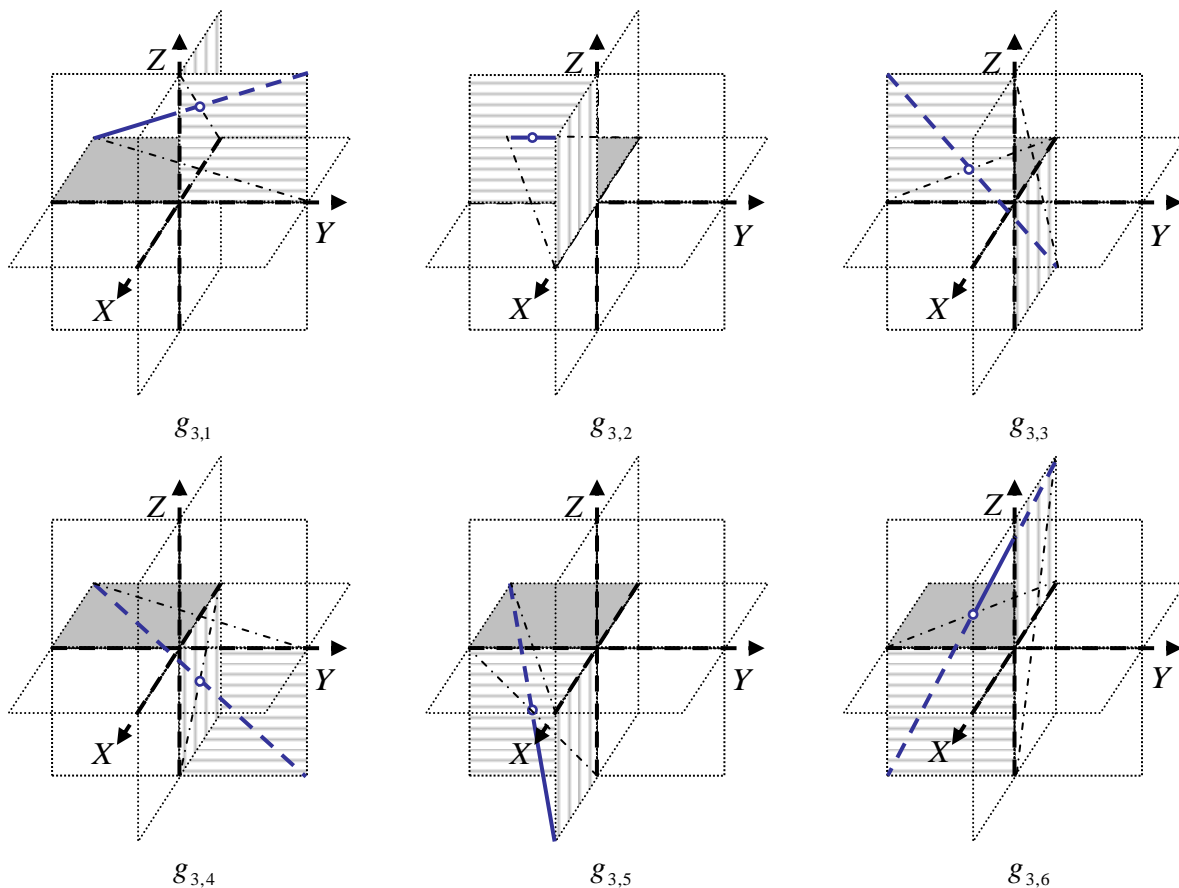 Z Z Z
Y Y Y
X X X
g3,1 g3,2 g3,3
Z Z Z
Y Y Y
X X X
g3,4 g3,5 g3,6